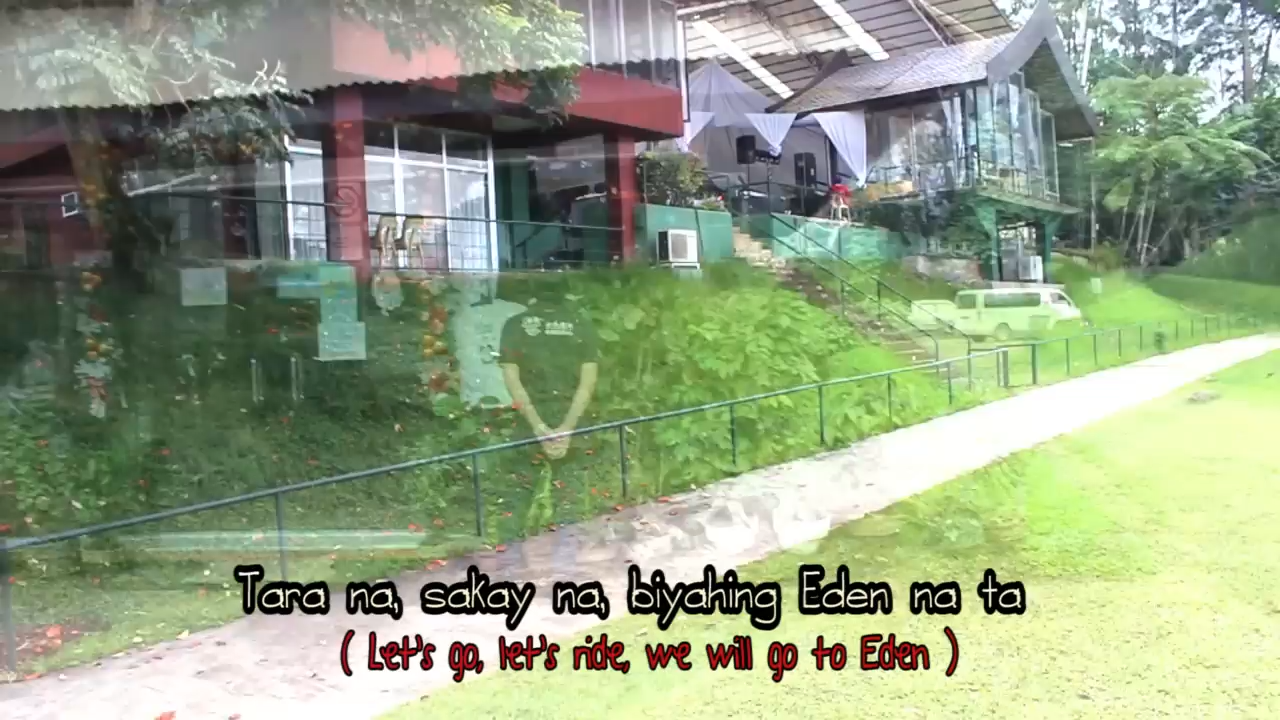 Tara na, sakay na, biyahing Eden na ta
( Let's go, let's ride, we will go to Eden )